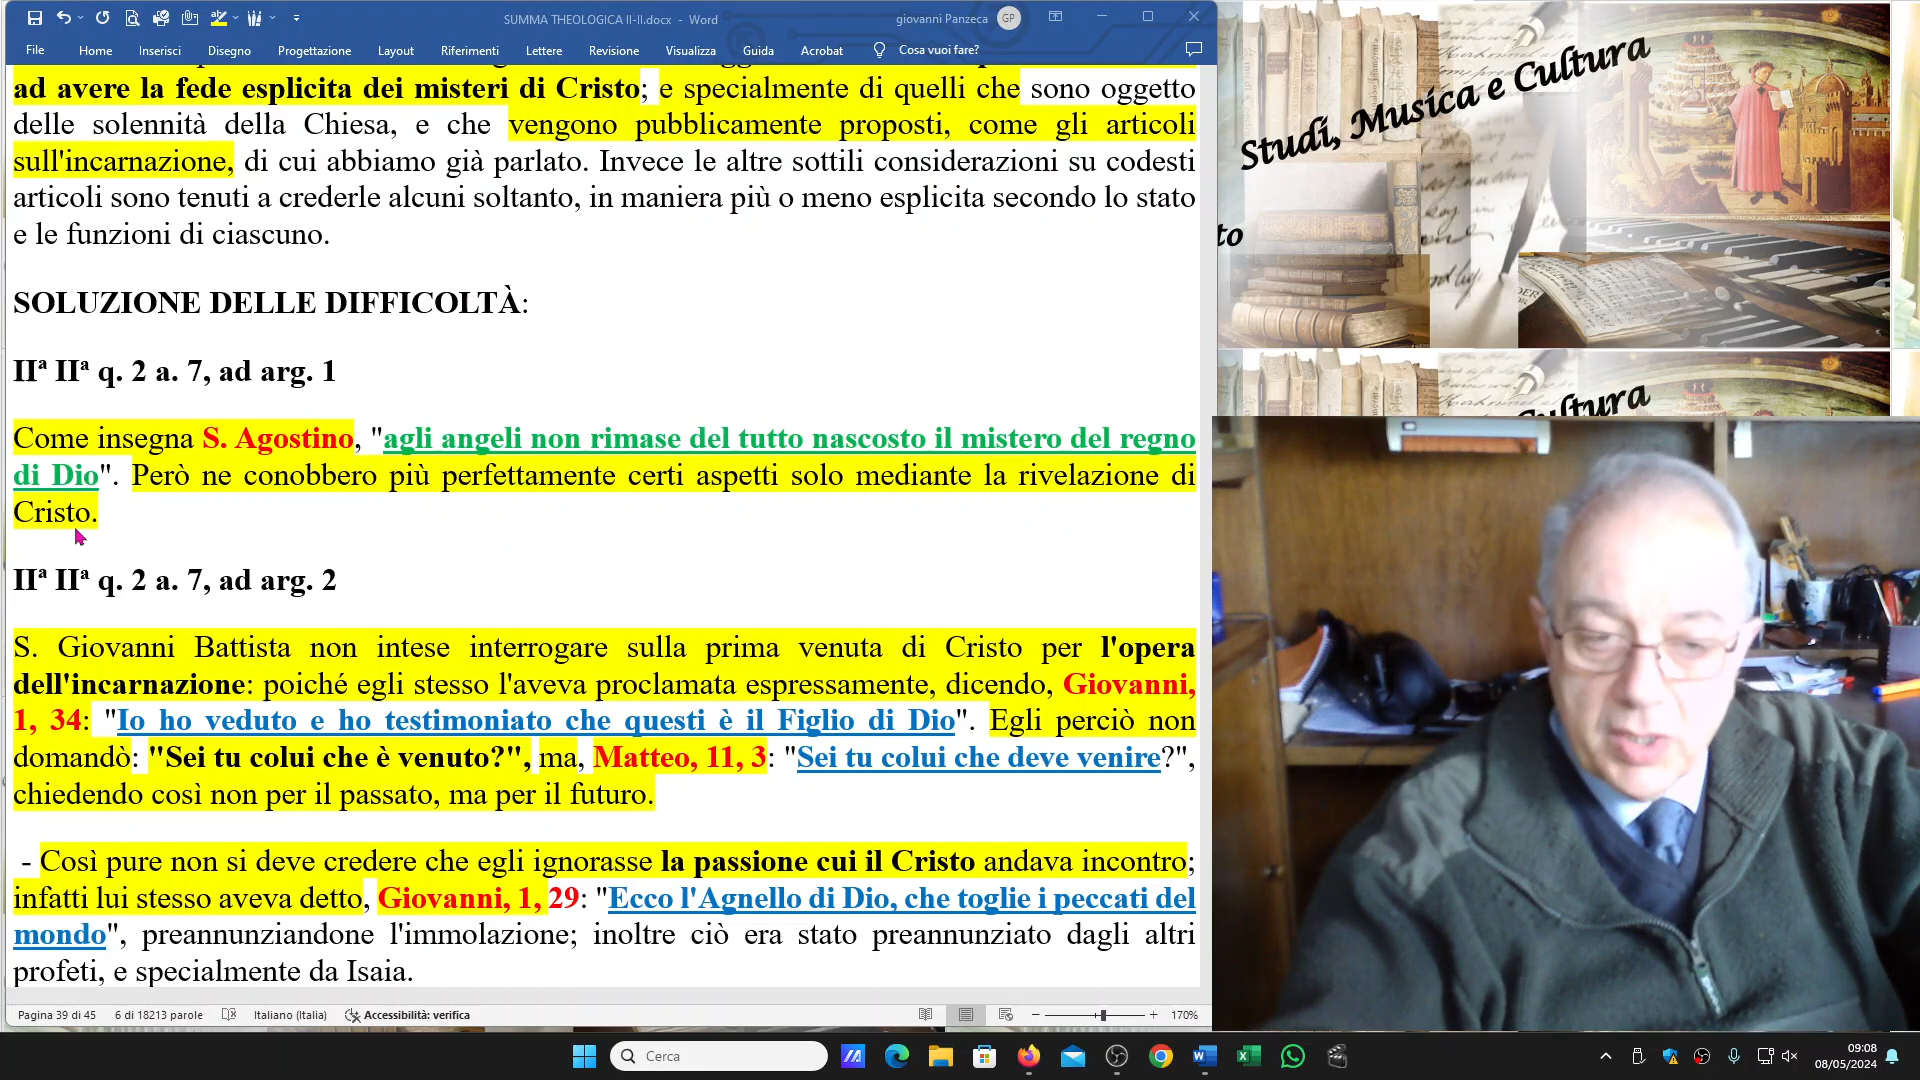 SUMMA THEOLOGICA II-II.docx - Word
giovanni Panzeca GP
File Home Inserisci Disegno Progettazione Layout Riferimenti Lettere Revisione Visualizza Guida Acrobat Cosa vuoi fare?
ad avere la fede esplicita dei misteri di Cristo; e specialmente di quelli che sono oggetto
delle solennità della Chiesa, e che vengono pubblicamente proposti, come gli articoli
sull'incarnazione, di cui abbiamo già parlato. Invece le altre sottili considerazioni su codesti
articoli sono tenuti a crederle alcuni soltanto, in maniera più o meno esplicita secondo lo stato
e le funzioni di ciascuno.
SOLUZIONE DELLE DIFFICOLTÀ:
IIª IIª q. 2 a. 7, ad arg. 1
Come insegna S. Agostino, "agli angeli non rimase del tutto nascosto il mistero del regno
di Dio". Però ne conobbero più perfettamente certi aspetti solo mediante la rivelazione di
Cristo.
IIª IIª q. 2 a. 7, ad arg. 2
S. Giovanni Battista non intese interrogare sulla prima venuta di Cristo per l'opera
dell'incarnazione: poiché egli stesso l'aveva proclamata espressamente, dicendo, Giovanni,
1, 34: "Io ho veduto e ho testimoniato che questi è il Figlio di Dio". Egli perciò non
domandò: "Sei tu colui che è venuto?", ma, Matteo, 11, 3: "Sei tu colui che deve venire?",
chiedendo così non per il passato, ma per il futuro.
- Così pure non si deve credere che egli ignorasse la passione cui il Cristo andava incontro;
infatti lui stesso aveva detto, Giovanni, 1, 29: "Ecco l'Agnello di Dio, che toglie i peccati del
mondo", preannunziandone l'immolazione; inoltre ciò era stato preannunziato dagli altri
profeti, e specialmente da Isaia.
Pagina 39 di 45 6 di 18213 parole Italiano (Italia) Accessibilità: verifica 170%
Studi, Musica e Cultura
to
Studi, Musica e Cultura
Cerca
09:08
08/05/2024